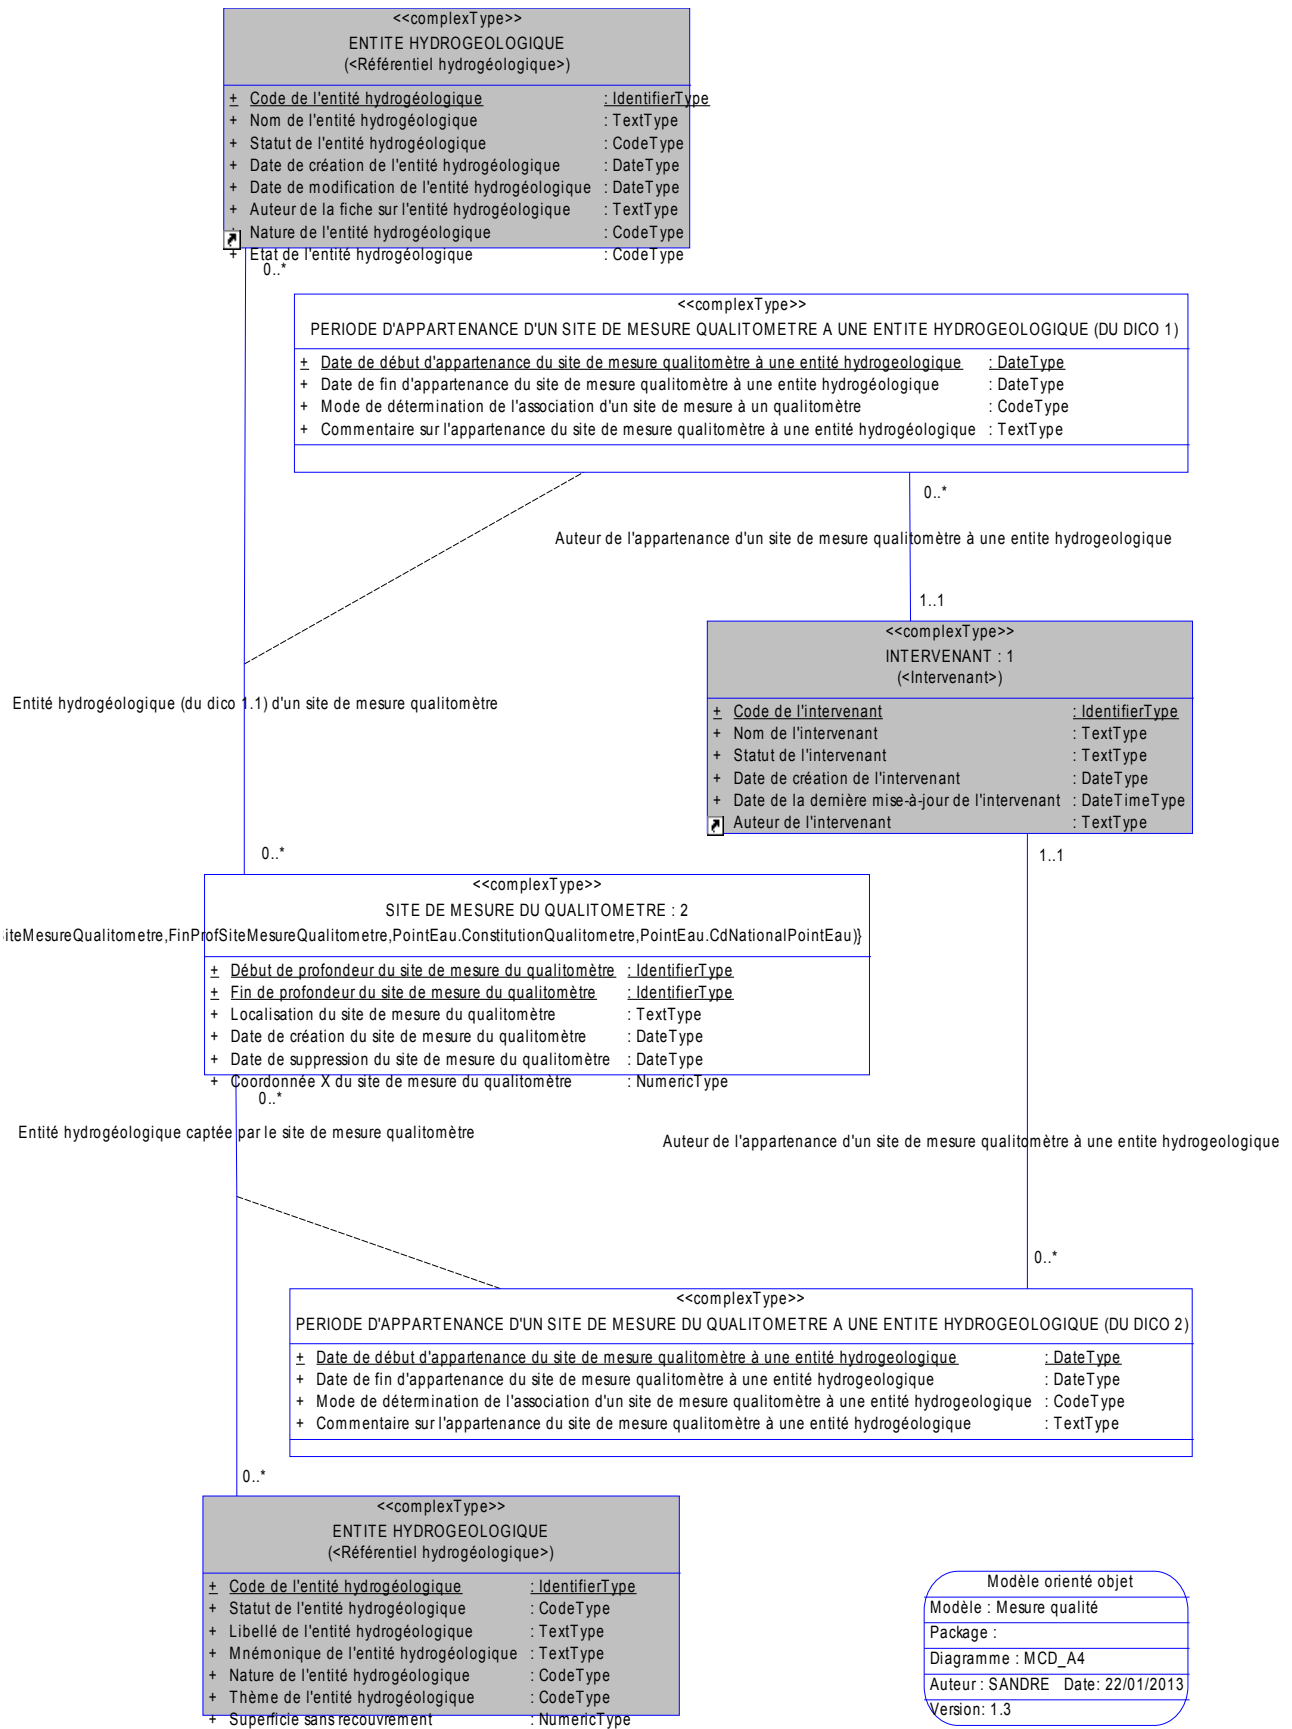 <<complexType>>
ENTITE HYDROGEOLOGIQUE
(<Référentiel hydrogéologique>)
+ Code de l'entité hydrogéologique : IdentifierType
+ Nom de l'entité hydrogéologique : TextType
+ Statut de l'entité hydrogéologique : CodeType
+ Date de création de l'entité hydrogéologique : DateType
+ Date de modification de l'entité hydrogéologique : DateType
+ Auteur de la fiche sur l'entité hydrogéologique : TextType
+ Nature de l'entité hydrogéologique : CodeType
+ Etat de l'entité hydrogéologique : CodeType
0..*
<<complexType>>
PERIODE D'APPARTENANCE D'UN SITE DE MESURE QUALITOMETRE A UNE ENTITE HYDROGEOLOGIQUE (DU DICO 1)
+ Date de début d'appartenance du site de mesure qualitomètre à une entité hydrogeologique : DateType
+ Date de fin d'appartenance du site de mesure qualitomètre à une entite hydrogéologique : DateType
+ Mode de détermination de l'association d'un site de mesure à un qualitomètre : CodeType
+ Commentaire sur l'appartenance du site de mesure qualitomètre à une entité hydrogéologique : TextType
0..*
Auteur de l'appartenance d'un site de mesure qualitomètre à une entite hydrogeologique
1..1
<<complexType>>
INTERVENANT : 1
(<Intervenant>)
+ Code de l'intervenant : IdentifierType
+ Nom de l'intervenant : TextType
+ Statut de l'intervenant : TextType
+ Date de création de l'intervenant : DateType
+ Date de la dernière mise-à-jour de l'intervenant : DateTimeType
Auteur de l'intervenant : TextType
Entité hydrogéologique (du dico 1.1) d'un site de mesure qualitomètre
0..*
1..1
<<complexType>>
SITE DE MESURE DU QUALITOMETRE : 2
iteMesureQualitometre,FinProfSiteMesureQualitometre,PointEau.ConstitutionQualitometre,PointEau.CdNationalPointEau)}
+ Début de profondeur du site de mesure du qualitomètre : IdentifierType
+ Fin de profondeur du site de mesure du qualitomètre : IdentifierType
+ Localisation du site de mesure du qualitomètre : TextType
+ Date de création du site de mesure du qualitomètre : DateType
+ Date de suppression du site de mesure du qualitomètre : DateType
+ Coordonnée X du site de mesure du qualitomètre : NumericType
0..*
Entité hydrogéologique captée par le site de mesure qualitomètre
Auteur de l'appartenance d'un site de mesure qualitomètre à une entite hydrogeologique
0..*
<<complexType>>
PERIODE D'APPARTENANCE D'UN SITE DE MESURE DU QUALITOMETRE A UNE ENTITE HYDROGEOLOGIQUE (DU DICO 2)
+ Date de début d'appartenance du site de mesure qualitomètre à une entité hydrogeologique : DateType
+ Date de fin d'appartenance du site de mesure qualitomètre à une entité hydrogeologique : DateType
+ Mode de détermination de l'association d'un site de mesure qualitomètre à une entité hydrogeologique : CodeType
+ Commentaire sur l'appartenance du site de mesure qualitomètre à une entité hydrogéologique : TextType
0..*
<<complexType>>
ENTITE HYDROGEOLOGIQUE
(<Référentiel hydrogéologique>)
+ Code de l'entité hydrogéologique : IdentifierType
+ Statut de l'entité hydrogéologique : CodeType
+ Libellé de l'entité hydrogéologique : TextType
+ Mnémonique de l'entité hydrogéologique : TextType
+ Nature de l'entité hydrogéologique : CodeType
+ Thème de l'entité hydrogéologique : CodeType
+ Superficie sans recouvrement : NumericType
Modèle orienté objet
Modèle : Mesure qualité
Package :
Diagramme : MCD_A4
Auteur : SANDRE Date: 22/01/2013
Version: 1.3